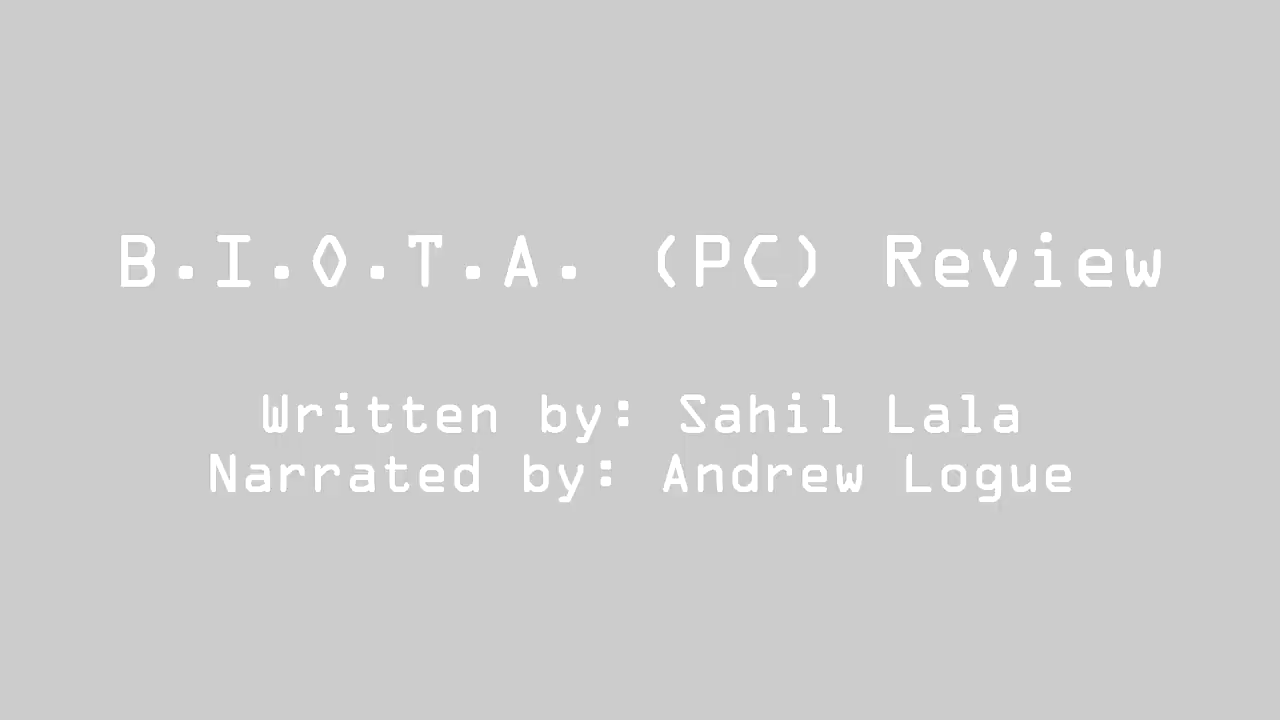 B.I.O.T.A. (PC) Review
Written by: Sahil Lala
Narrated by: Andrew Logue